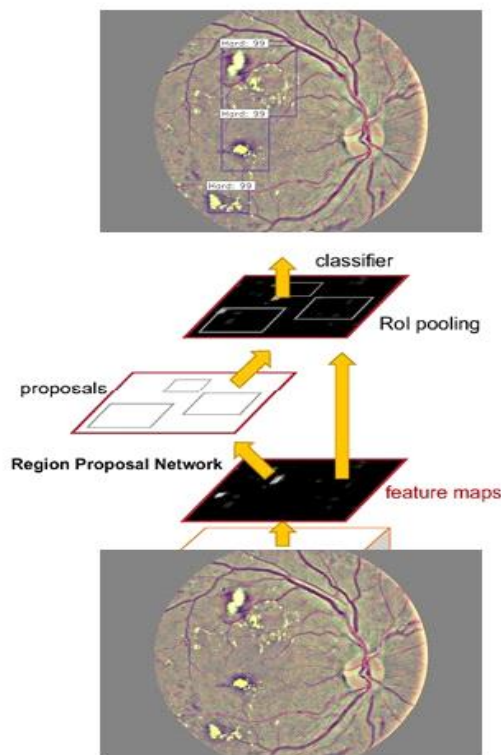 Hard: 99
Hard: 99
Hard: 99
classifier
RoI pooling
proposals
Region Proposal Network
feature maps